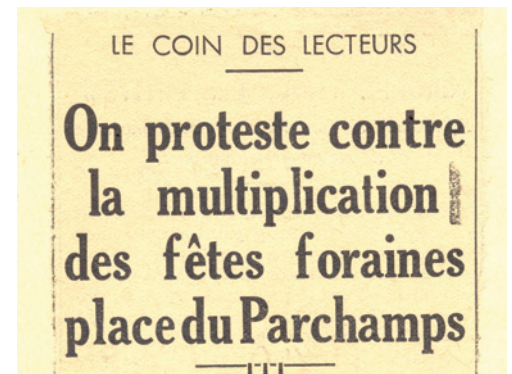 LE COIN DES LECTEURS
On proteste contre
la multiplication
des fêtes foraines
place du Parchamps